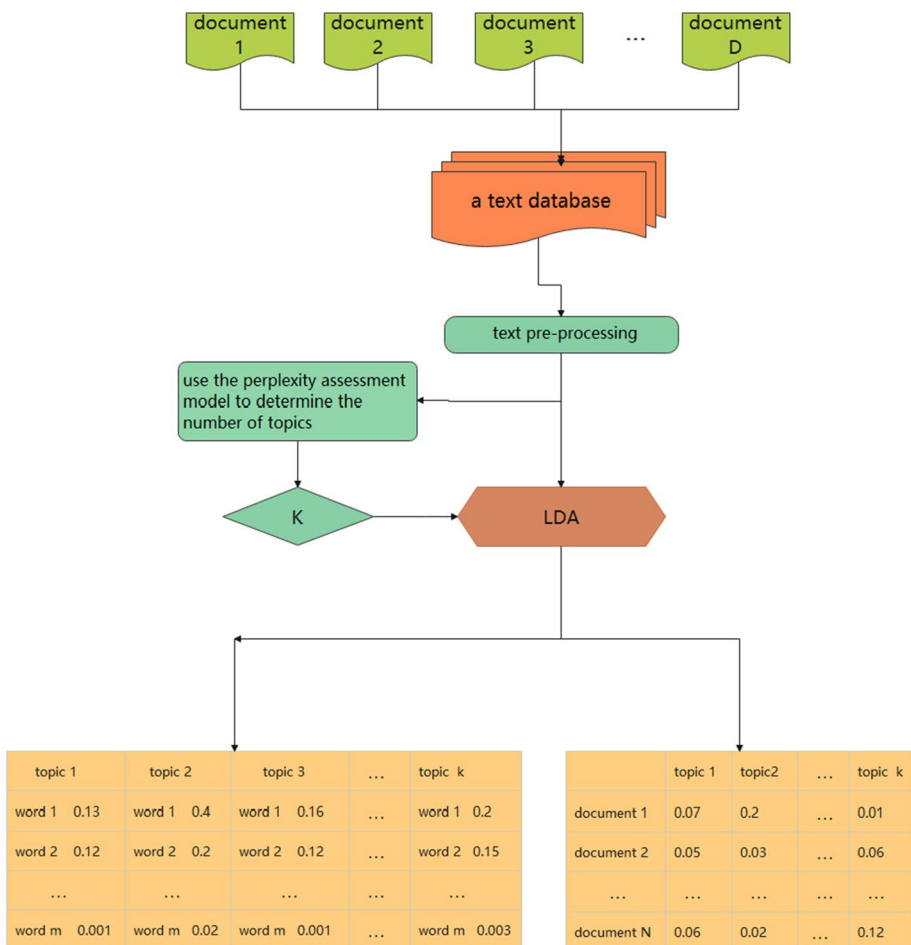 document
1
document
2
document
3
...
document
D
a text database
text pre-processing
use the perplexity assessment
model to determine the
number of topics
K
LDA
topic 1 topic 2 topic 3 ... topic k
word 1 0.13 word 1 0.4 word 1 0.16 ... word 1 0.2
word 2 0.12 word 2 0.2 word 2 0.12 ... word 2 0.15
... ... ... ... ...
word m 0.001 word m 0.02 word m 0.001 ... word m 0.003
topic 1 topic2 ... topic k
document 1 0.07 0.2 ... 0.01
document 2 0.05 0.03 ... 0.06
... ... ... ... ...
document N 0.06 0.02 ... 0.12